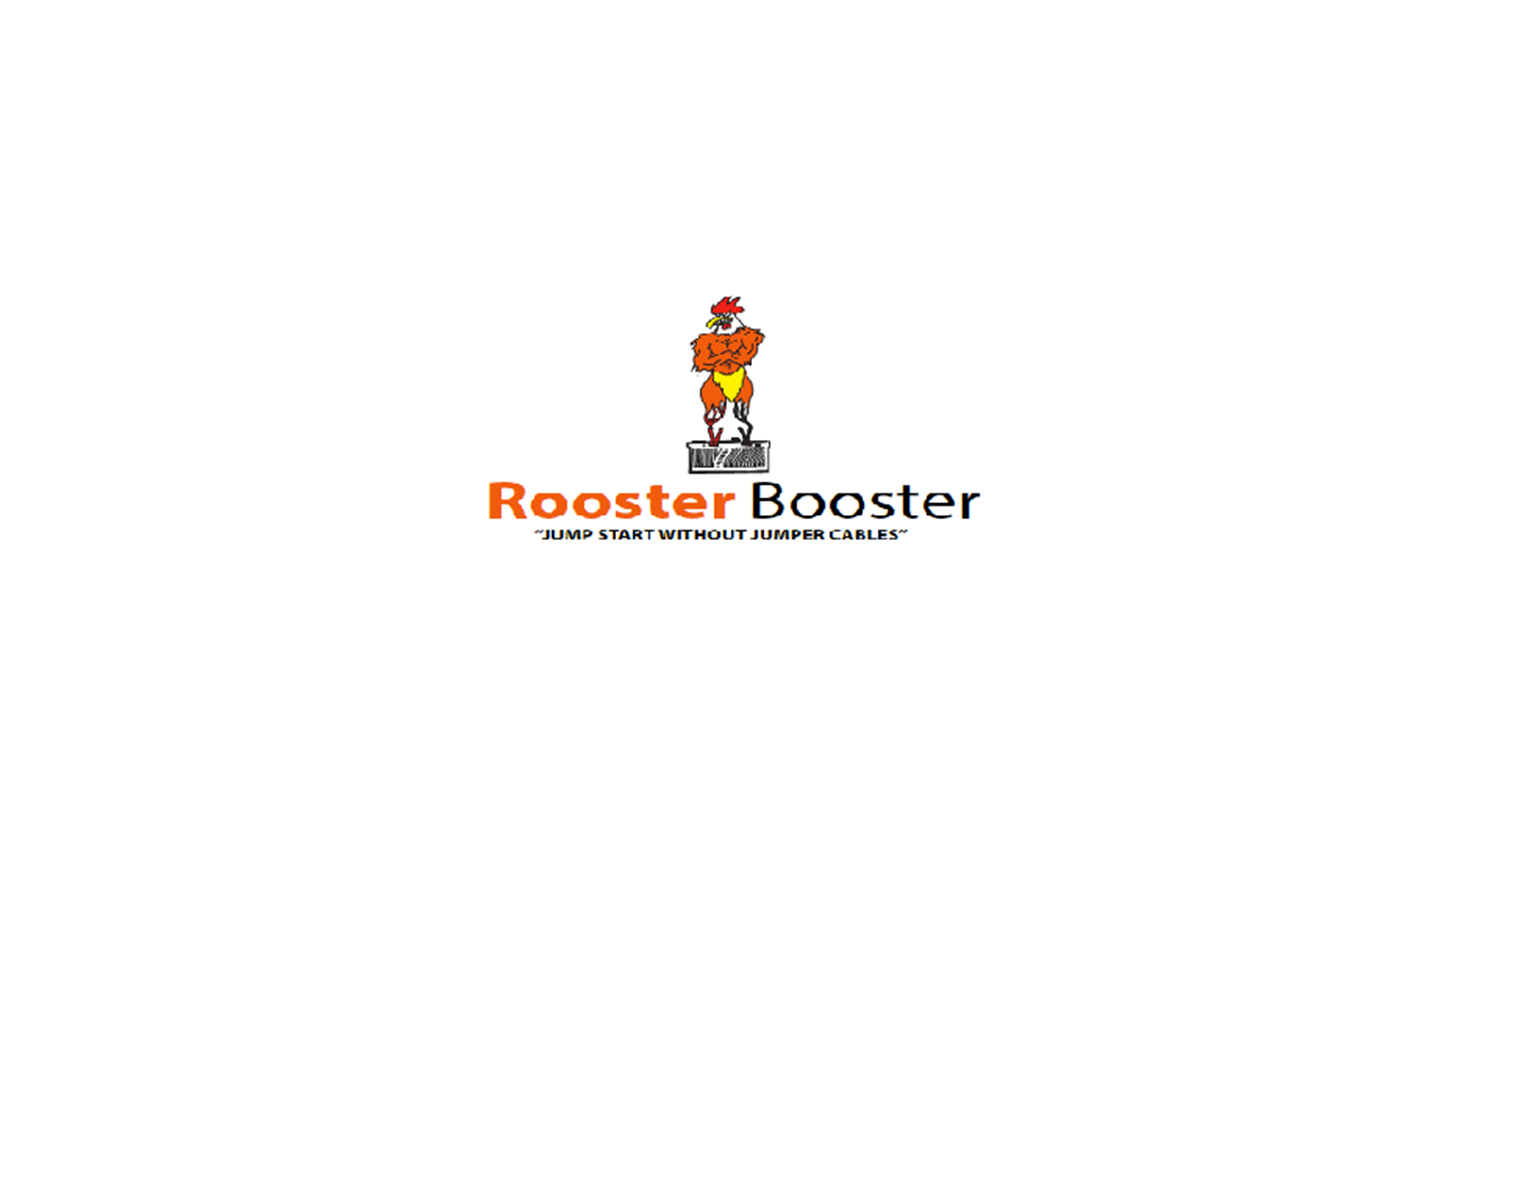 Rooster Booster
"JUMP START WITHOUT JUMPER CABLES"